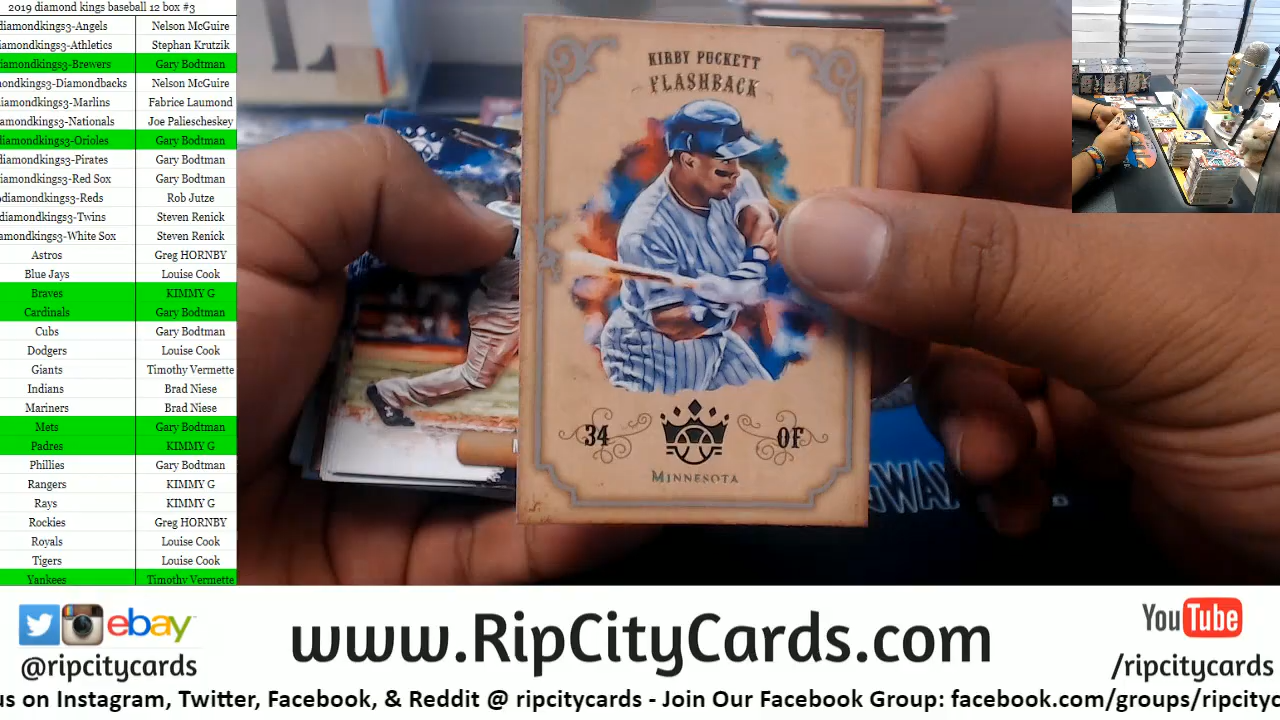 2019 diamond kings baseball 12 box #3
diamondkings3-Angels Nelson McGuire
iamondkings3-Athletics Stephan Krutzik
diamondkings3-Brewers Gary Bodtman
mondkings3-Diamondbacks Nelson McGuire
iamondkings3-Marlins Fabrice Laumond
amondkings3-Nationals Joe Paliescheskey
diamondkings3-Orioles Gary Bodtman
diamondkings3-Pirates Gary Bodtman
diamondkings3-Red Sox Gary Bodtman
diamondkings3-Reds Rob Jutze
diamondkings3-Twins Steven Renick
amondkings3-White Sox Steven Renick
Astros Greg HORNBY
Blue Jays Louise Cook
Braves KIMMY G
Cardinals Gary Bodtman
Cubs Gary Bodtman
Dodgers Louise Cook
Giants Timothy Vermette
Indians Brad Niese
Mariners Brad Niese
Mets Gary Bodtman
Padres KIMMY G
Phillies Gary Bodtman
Rangers KIMMY G
Rays KIMMY G
Rockies Greg HORNBY
Royals Louise Cook
Tigers Louise Cook
Yankees Timothy Vermette
KIRBY PUCKETT
FLASHBACK
34 OF
MINNESOTA
ebay
@ripcitycards
www.RipCityCards.com
YouTube
/ripcitycards
us on Instagram, Twitter, Facebook, & Reddit @ ripcitycards - Join Our Facebook Group: facebook.com/groups/ripcityc